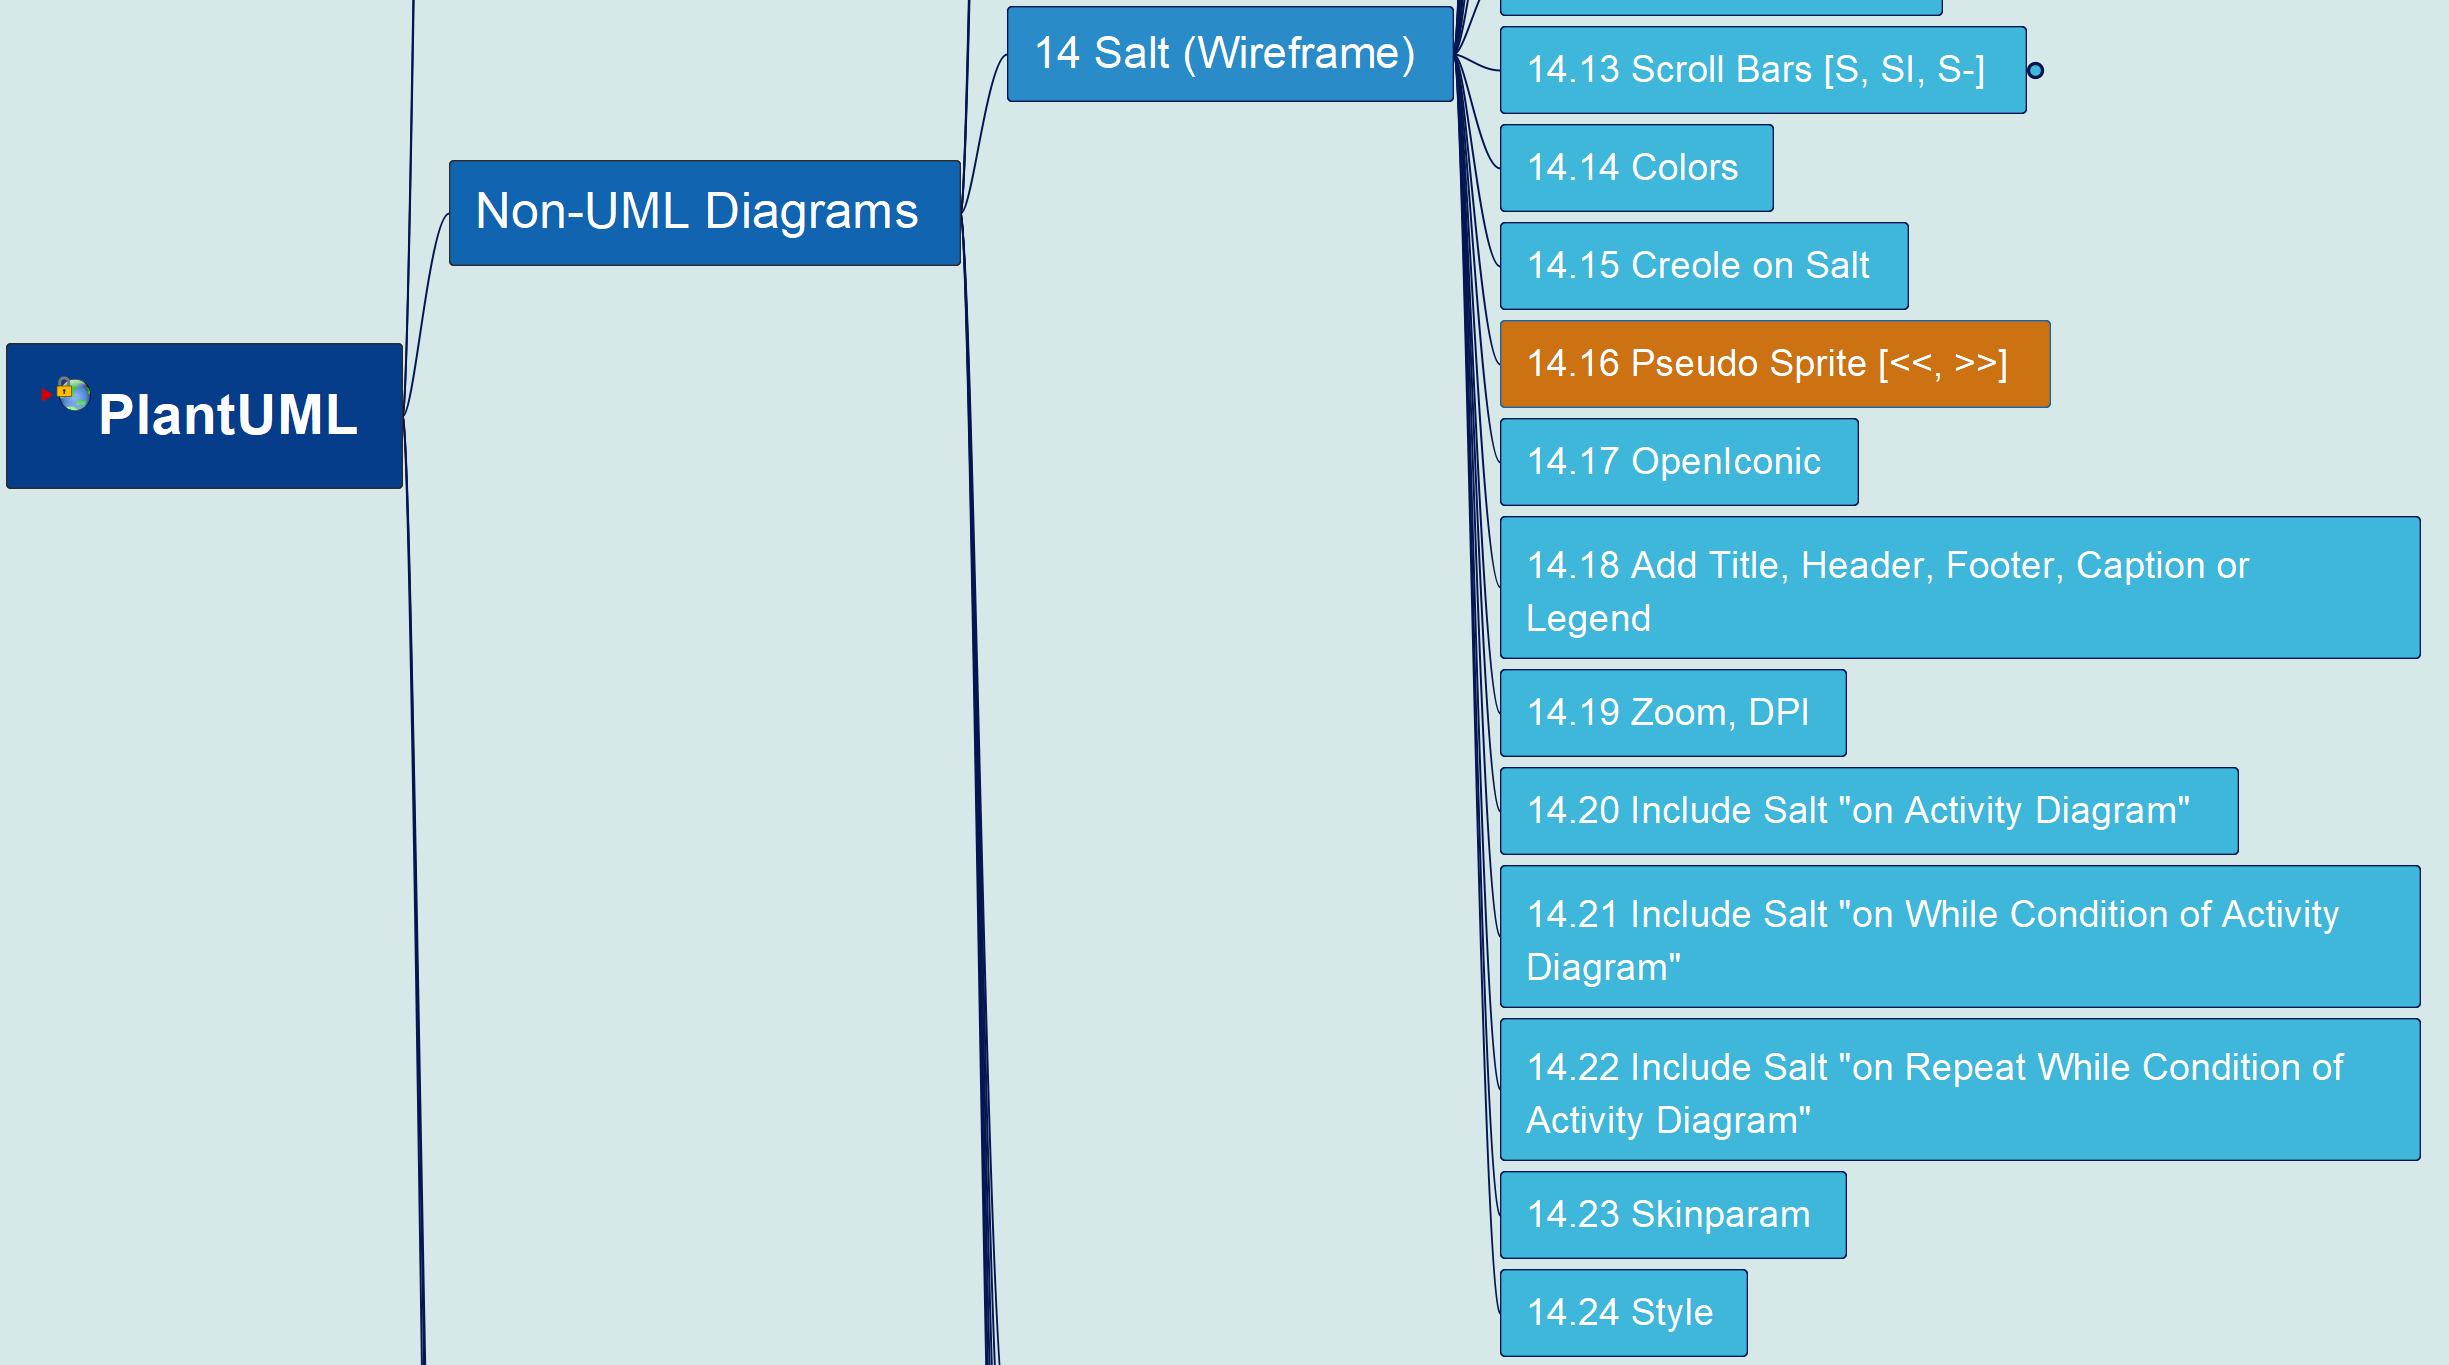 PlantUML
Non-UML Diagrams
14 Salt (Wireframe)
14.13 Scroll Bars [S, SI, S-]
14.14 Colors
14.15 Creole on Salt
14.16 Pseudo Sprite [<<, >>]
14.17 OpenIconic
14.18 Add Title, Header, Footer, Caption or
Legend
14.19 Zoom, DPI
14.20 Include Salt "on Activity Diagram"
14.21 Include Salt "on While Condition of Activity
Diagram"
14.22 Include Salt "on Repeat While Condition of
Activity Diagram"
14.23 Skinparam
14.24 Style